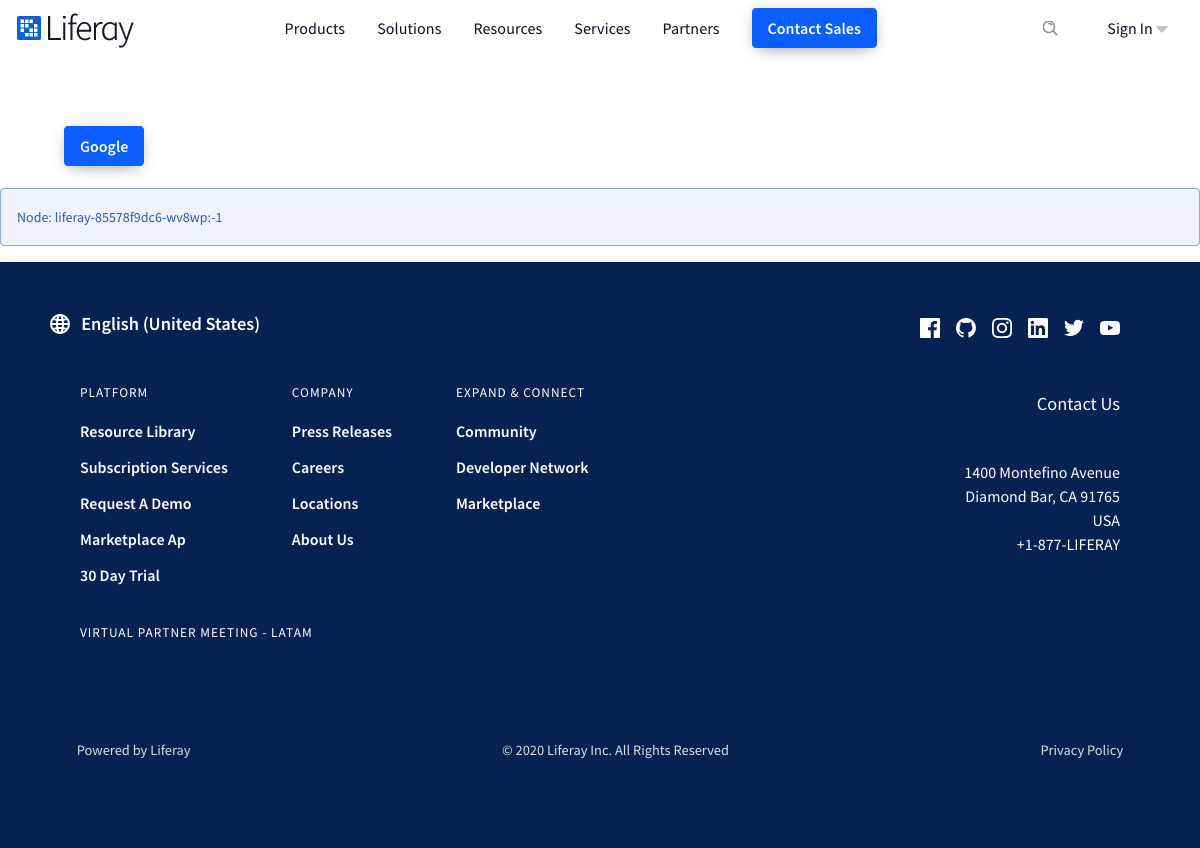 Liferay
Products Solutions Resources Services Partners Contact Sales Sign In
Google
Node: liferay-85578f9dc6-wv8wp:-1
English (United States)
PLATFORM
Resource Library
Subscription Services
Request A Demo
Marketplace Ap
30 Day Trial
COMPANY
Press Releases
Careers
Locations
About Us
EXPAND & CONNECT
Community
Developer Network
Marketplace
Contact Us
1400 Montefino Avenue
Diamond Bar, CA 91765
USA
+1-877-LIFERAY
VIRTUAL PARTNER MEETING - LATAM
Powered by Liferay
© 2020 Liferay Inc. All Rights Reserved
Privacy Policy